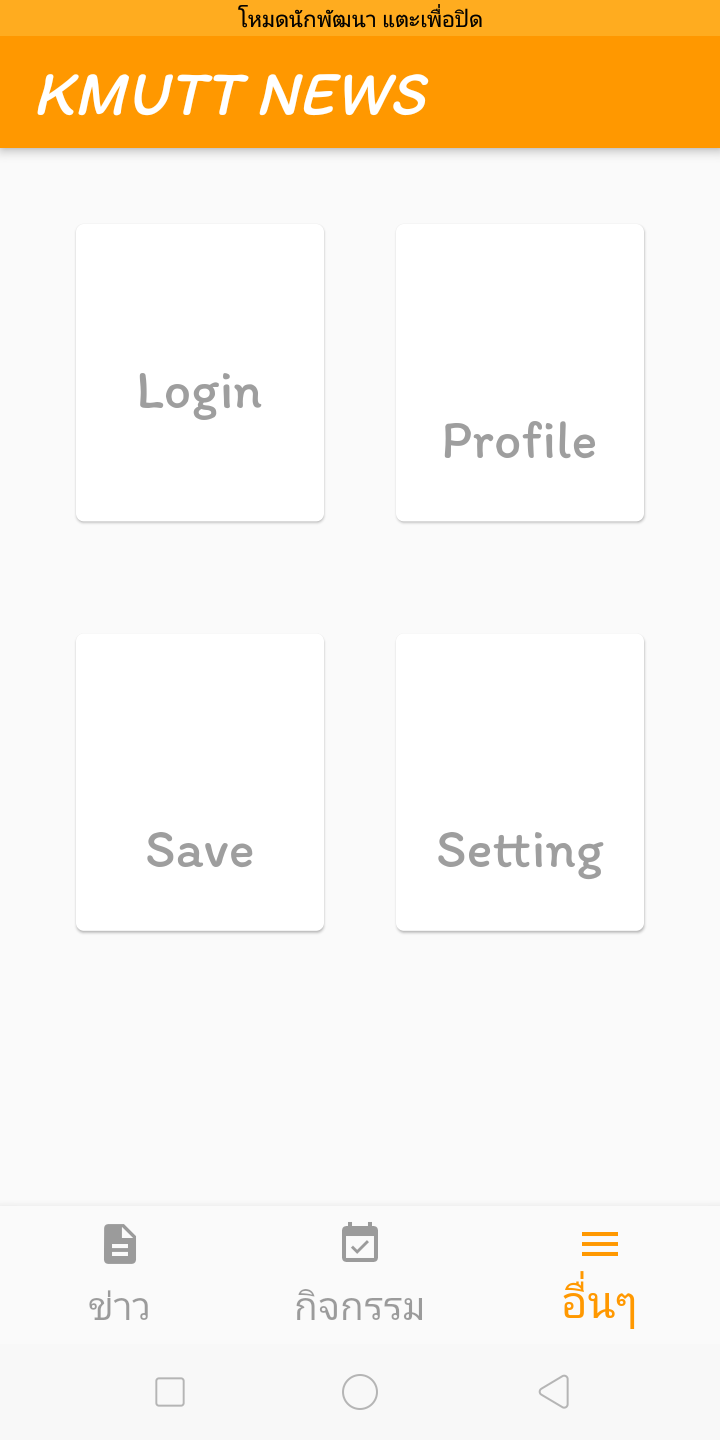 โหมดนักพัฒนา แตะเพื่อปิด
KMUTT NEWS
Login
Profile
Save
Setting
ข่าว
กิจกรรม
อื่นๆ